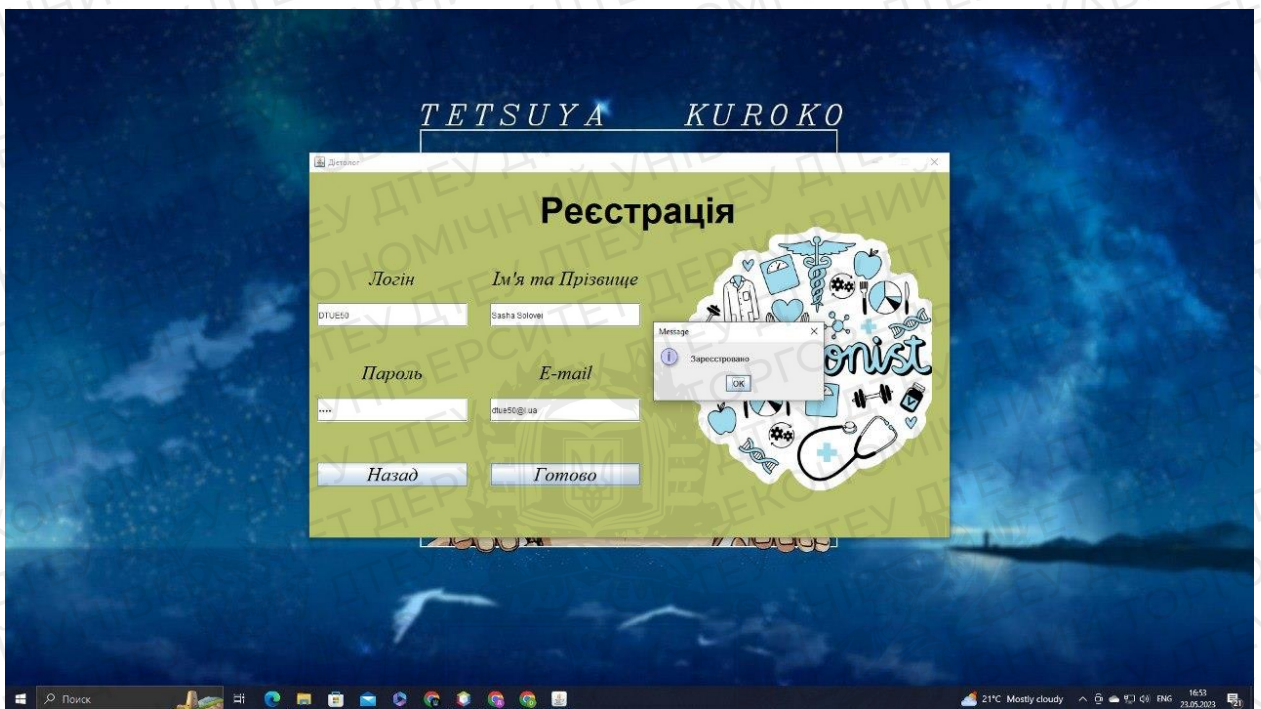 TETSUYA KUROKO
Дієтолог
Реєстрація
Логін Ім'я та Прізвище
DTUE50 Sasha Solovei
Message
Зареєстровано
OK
onist
Пароль E-mail
•••• dtue50@i.ua
Назад Готово
Поиск
21°C Mostly cloudy ENG 16:53
23.05.2023
21